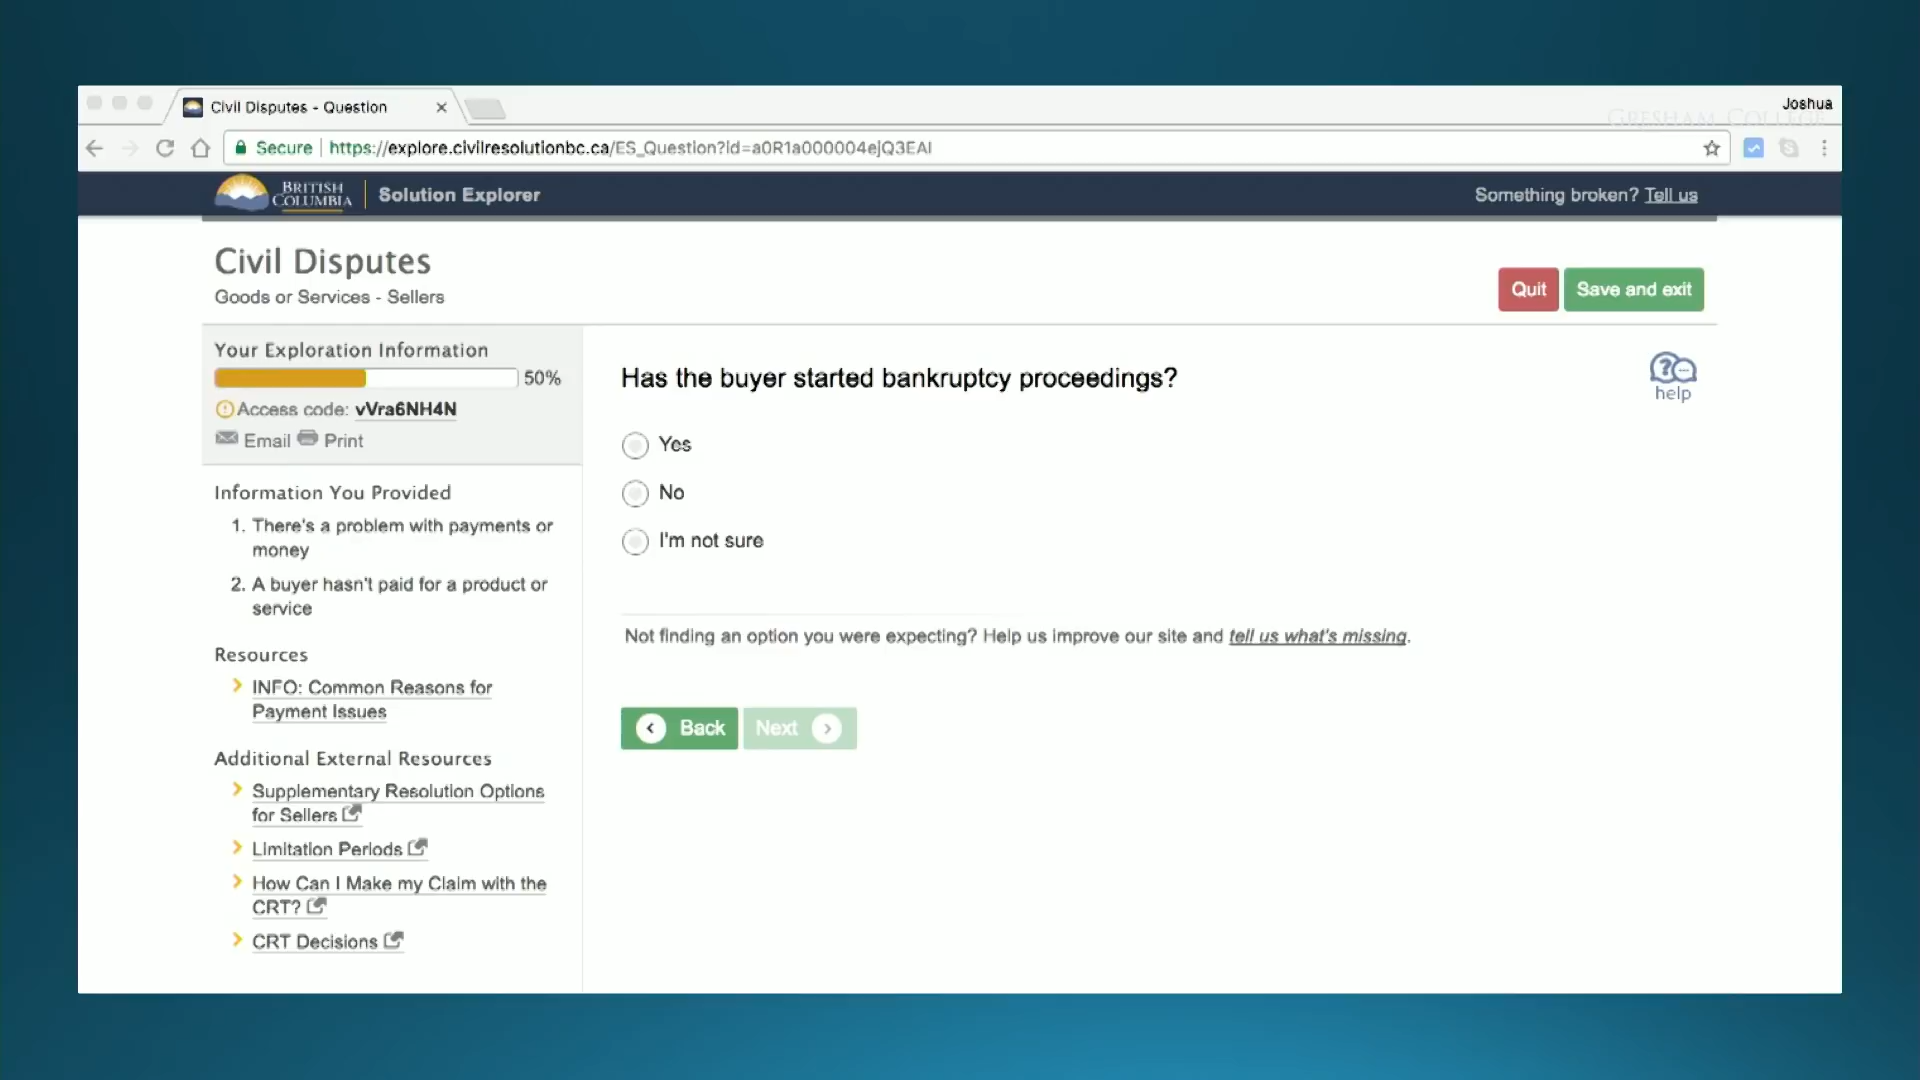 Civil Disputes - Question
Joshua
GRESHAM COLLEGE
Secure | https://explore.civilresolutionbc.ca/ES_Question?id=a0R1a000004ejQ3EAI
BRITISH
COLUMBIA
Solution Explorer
Something broken? Tell us
Civil Disputes
Goods or Services - Sellers
Quit
Save and exit
Your Exploration Information
50%
Access code: vVra6NH4N
Email Print
Has the buyer started bankruptcy proceedings?
help
Yes
No
I'm not sure
Information You Provided
1. There's a problem with payments or
money
2. A buyer hasn't paid for a product or
service
Not finding an option you were expecting? Help us improve our site and tell us what's missing.
Resources
INFO: Common Reasons for
Payment Issues
Back
Next
Additional External Resources
Supplementary Resolution Options
for Sellers
Limitation Periods
How Can I Make my Claim with the
CRT?
CRT Decisions